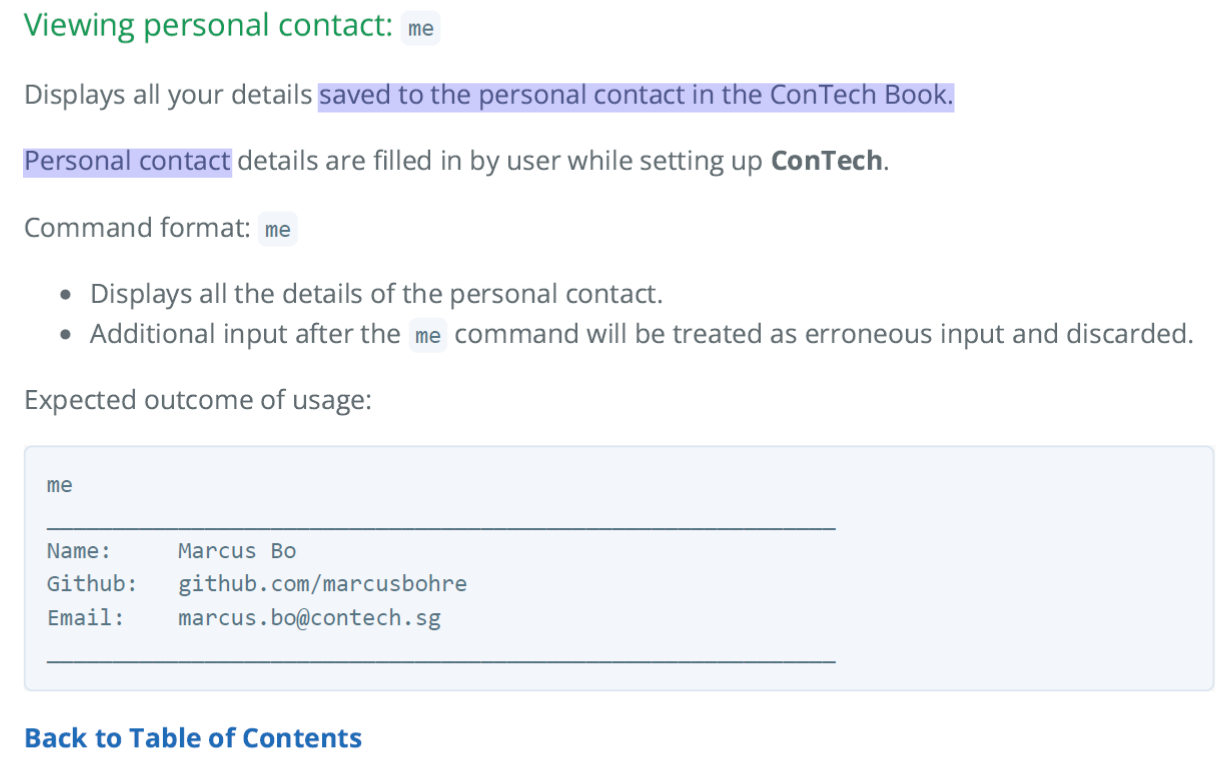 Viewing personal contact: me
Displays all your details saved to the personal contact in the ConTech Book.
Personal contact details are filled in by user while setting up ConTech.
Command format: me
• Displays all the details of the personal contact.
• Additional input after the me command will be treated as erroneous input and discarded.
Expected outcome of usage:
me
____________________________________________________________
Name: Marcus Bo
Github: github.com/marcusbohre
Email: marcus.bo@contech.sg
____________________________________________________________
Back to Table of Contents